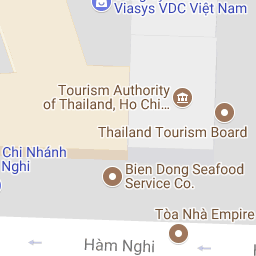 Viasys VDC Việt Nam
Tourism Authority
of Thailand, Ho Chi...
Thailand Tourism Board
Chi Nhánh
Nghi
Bien Dong Seafood
Service Co.
Tòa Nhà Empire
Hàm Nghi